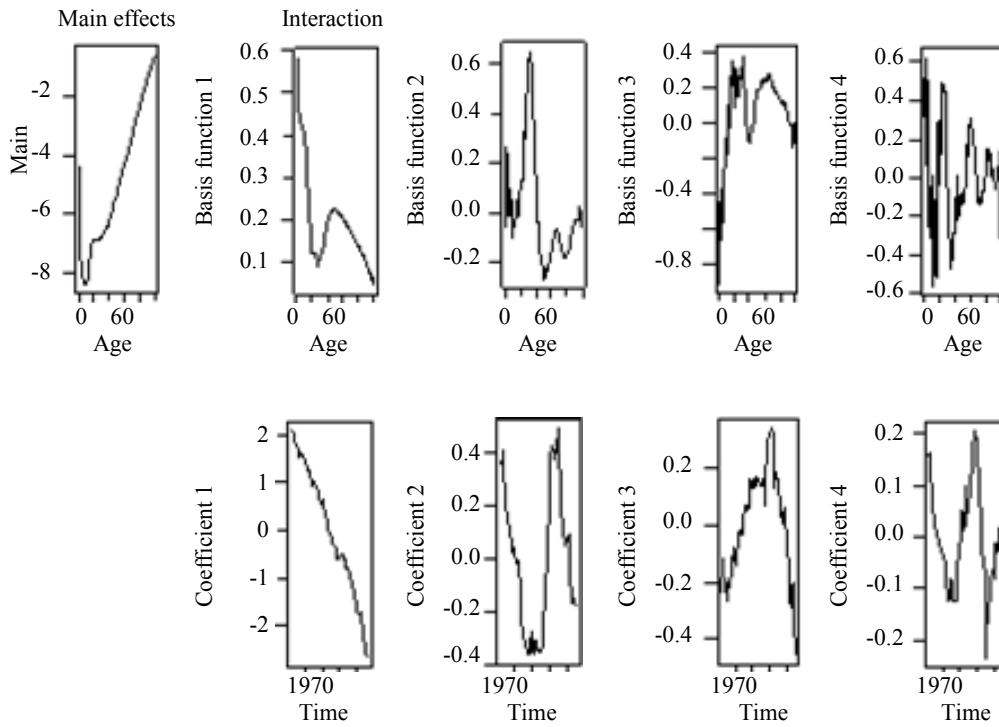 Main effects
Interaction
Main
-2
-4
-6
-8
0 60
Age
Basis function 1
0.6
0.5
0.4
0.3
0.2
0.1
0 60
Age
Basis function 2
0.6
0.4
0.2
0.0
-0.2
0 60
Age
Basis function 3
0.4
0.2
0.0
-0.4
-0.8
0 60
Age
Basis function 4
0.6
0.4
0.2
0.0
-0.2
-0.4
-0.6
0 60
Age
Coefficient 1
2
1
0
-1
-2
1970
Time
Coefficient 2
0.4
0.2
0.0
-0.2
-0.4
1970
Time
Coefficient 3
0.2
0.0
-0.2
-0.4
1970
Time
Coefficient 4
0.2
0.1
0.0
-0.1
-0.2
1970
Time